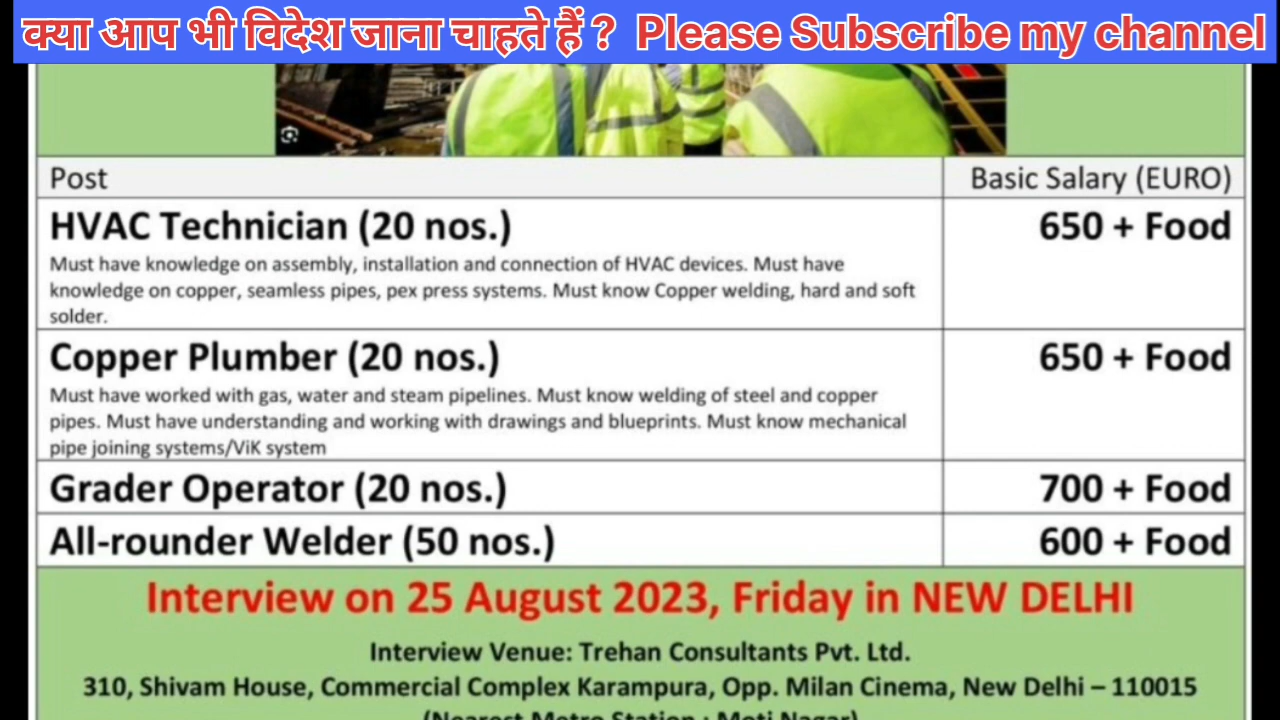 क्या आप भी विदेश जाना चाहते हैं ? Please Subscribe my channel
Post Basic Salary (EURO)
HVAC Technician (20 nos.) 650 + Food
Must have knowledge on assembly, installation and connection of HVAC devices. Must have
knowledge on copper, seamless pipes, pex press systems. Must know Copper welding, hard and soft
solder.
Copper Plumber (20 nos.) 650 + Food
Must have worked with gas, water and steam pipelines. Must know welding of steel and copper
pipes. Must have understanding and working with drawings and blueprints. Must know mechanical
pipe joining systems/ViK system
Grader Operator (20 nos.) 700 + Food
All-rounder Welder (50 nos.) 600 + Food
Interview on 25 August 2023, Friday in NEW DELHI
Interview Venue: Trehan Consultants Pvt. Ltd.
310, Shivam House, Commercial Complex Karampura, Opp. Milan Cinema, New Delhi – 110015
(Nearest Metro Station : Moti Nagar)